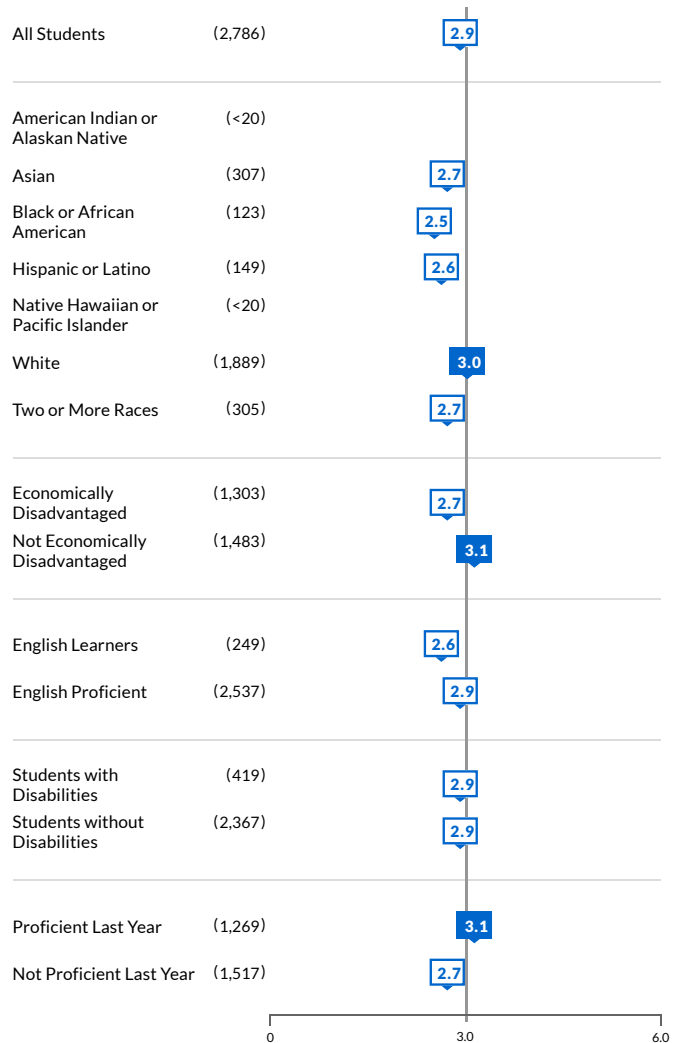 All Students (2,786) 2.9
American Indian or (<20)
Alaskan Native
Asian (307) 2.7
Black or African (123) 2.5
American
Hispanic or Latino (149) 2.6
Native Hawaiian or (<20)
Pacific Islander
White (1,889) 3.0
Two or More Races (305) 2.7
Economically (1,303) 2.7
Disadvantaged
Not Economically (1,483) 3.1
Disadvantaged
English Learners (249) 2.6
English Proficient (2,537) 2.9
Students with (419) 2.9
Disabilities
Students without (2,367) 2.9
Disabilities
Proficient Last Year (1,269) 3.1
Not Proficient Last Year (1,517) 2.7
0 3.0 6.0